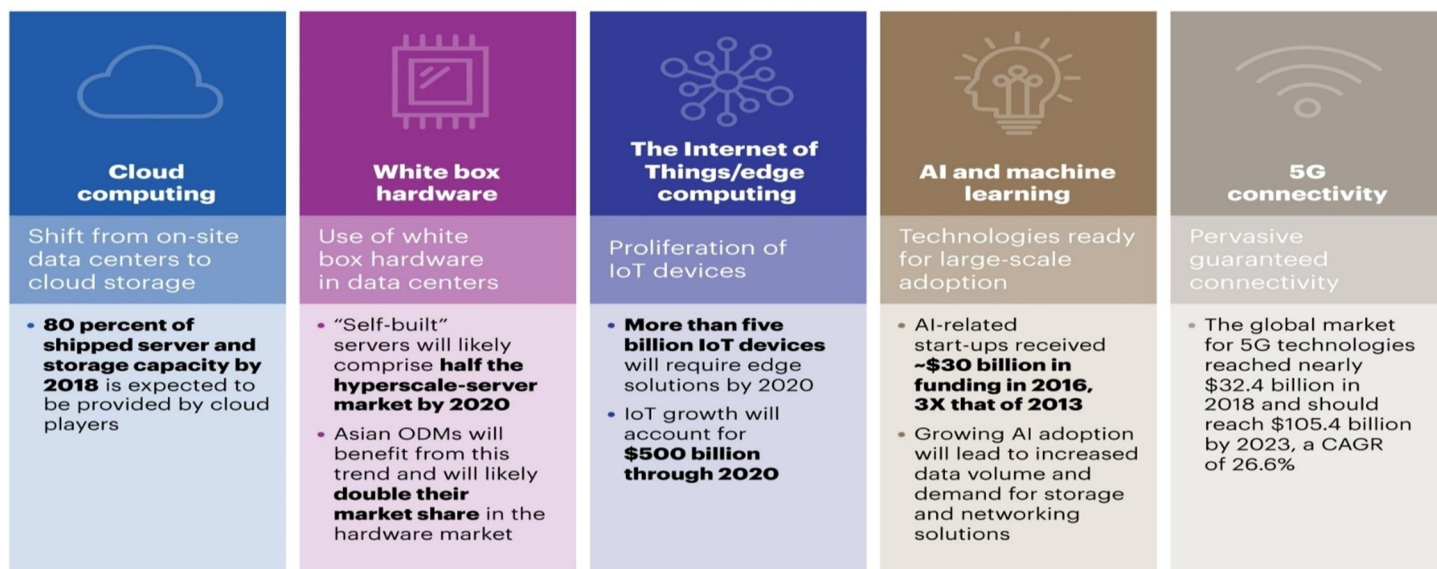 Cloud
computing
Shift from on-site
data centers to
cloud storage
• 80 percent of
shipped server and
storage capacity by
2018 is expected to
be provided by cloud
players
White box
hardware
Use of white
box hardware
in data centers
• “Self-built”
servers will likely
comprise half the
hyperscale-server
market by 2020
• Asian ODMs will
benefit from this
trend and will likely
double their
market share in the
hardware market
The Internet of
Things/edge
computing
Proliferation of
IoT devices
• More than five
billion IoT devices
will require edge
solutions by 2020
• IoT growth will
account for
$500 billion
through 2020
AI and machine
learning
Technologies ready
for large-scale
adoption
• AI-related
start-ups received
~$30 billion in
funding in 2016,
3X that of 2013
• Growing AI adoption
will lead to increased
data volume and
demand for storage
and networking
solutions
5G
connectivity
Pervasive
guaranteed
connectivity
• The global market
for 5G technologies
reached nearly
$32.4 billion in
2018 and should
reach $105.4 billion
by 2023, a CAGR
of 26.6%